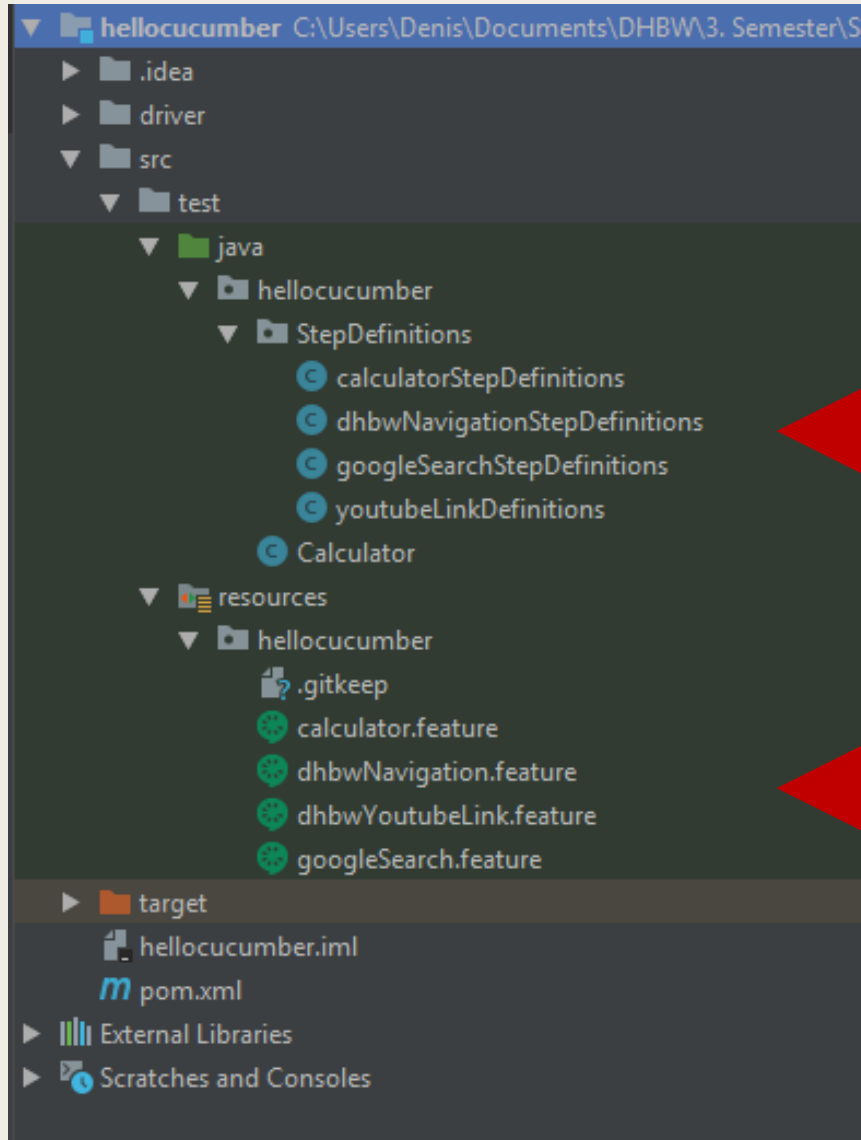 hellocucumber C:\Users\Denis\Documents\DHBW\3. Semester\S
.idea
driver
src
test
java
hellocucumber
StepDefinitions
calculatorStepDefinitions
dhbwNavigationStepDefinitions
googleSearchStepDefinitions
youtubeLinkDefinitions
Calculator
resources
hellocucumber
.gitkeep
calculator.feature
dhbwNavigation.feature
dhbwYoutubeLink.feature
googleSearch.feature
target
hellocucumber.iml
pom.xml
External Libraries
Scratches and Consoles